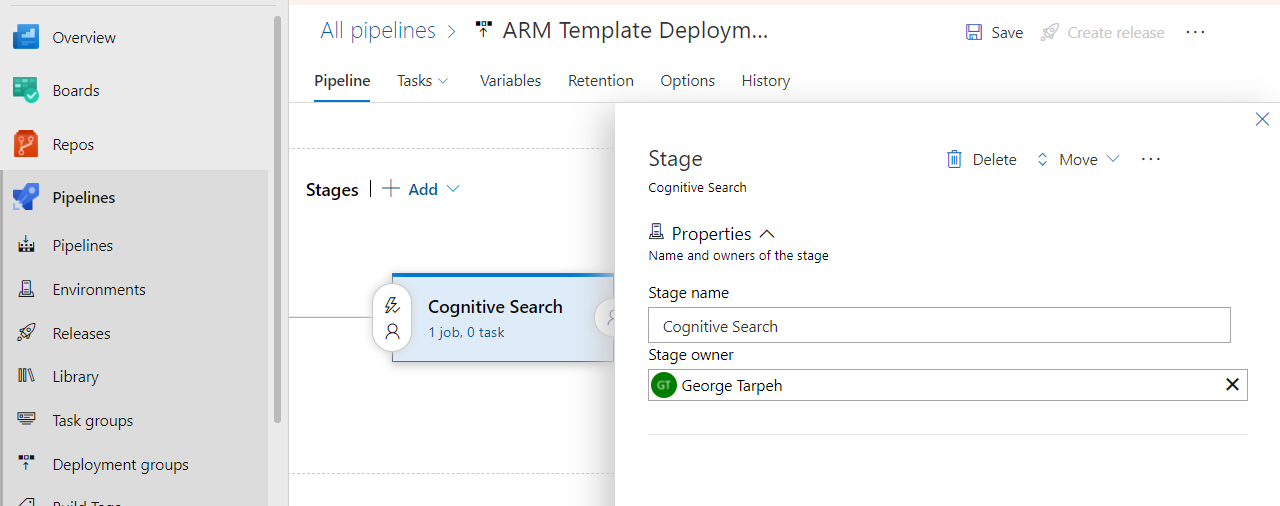 Overview
Boards
Repos
Pipelines
Pipelines
Environments
Releases
Library
Task groups
Deployment groups
Build Tags
All pipelines > ARM Template Deploym...
Save
Create release
...
Pipeline Tasks Variables Retention Options History
Stages | + Add
Cognitive Search
1 job, 0 task
Stage
Cognitive Search
Delete
Move
...
Properties
Name and owners of the stage
Stage name
Cognitive Search
Stage owner
GT George Tarpeh